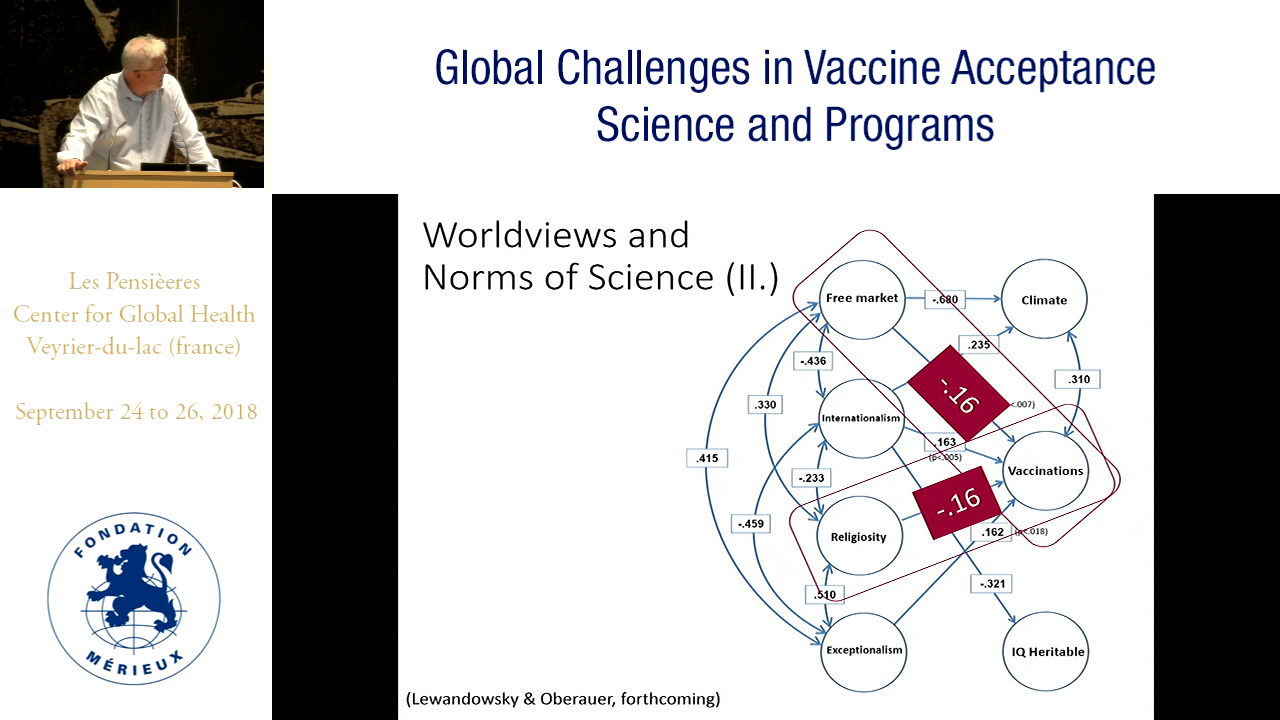 Global Challenges in Vaccine Acceptance
Science and Programs
Les Pensièeres
Center for Global Health
Veyrier-du-lac (france)
September 24 to 26, 2018
FONDATION
MÉRIEUX
Worldviews and
Norms of Science (II.)
Free market
-.680
Climate
.235
-.436
-.16
.310
.330
<.007)
Internationalism
.163
(p<.005)
.415
Vaccinations
-.233
-.16
-.459
.162
(p<.018)
Religiosity
-.321
.510
Exceptionalism
IQ Heritable
(Lewandowsky & Oberauer, forthcoming)